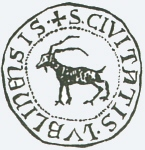 ✠ S · CIVITATIS · LVBLINENSIS ·